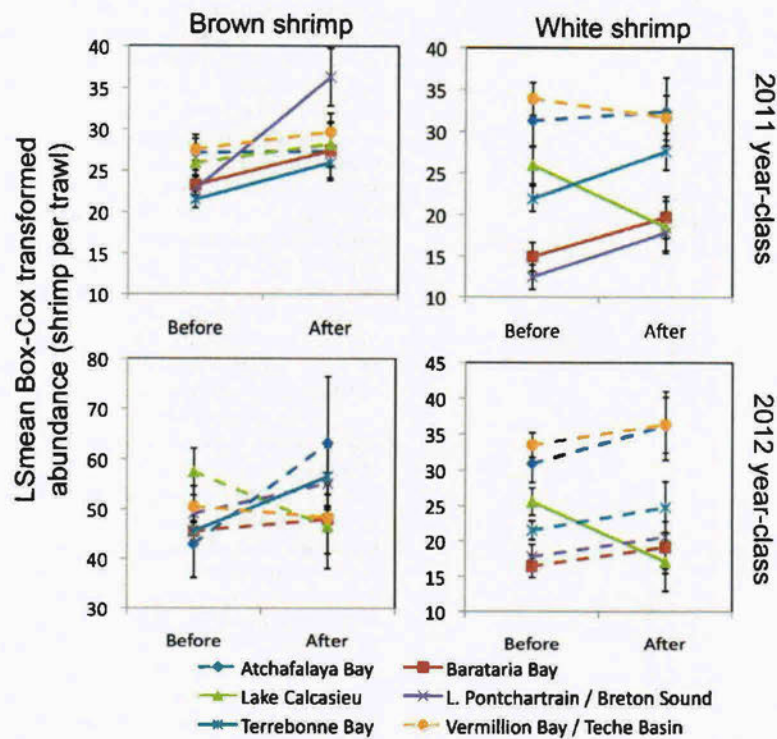 Brown shrimp
White shrimp
LSmean Box-Cox transformed
abundance (shrimp per trawl)
40
35
30
25
20
15
10
Before
After
40
35
30
25
20
15
10
Before
After
2011 year-class
80
70
60
50
40
30
Before
After
45
40
35
30
25
20
15
10
Before
After
2012 year-class
Atchafalaya Bay
Barataria Bay
Lake Calcasieu
L. Pontchartrain / Breton Sound
Terrebonne Bay
Vermillion Bay / Teche Basin